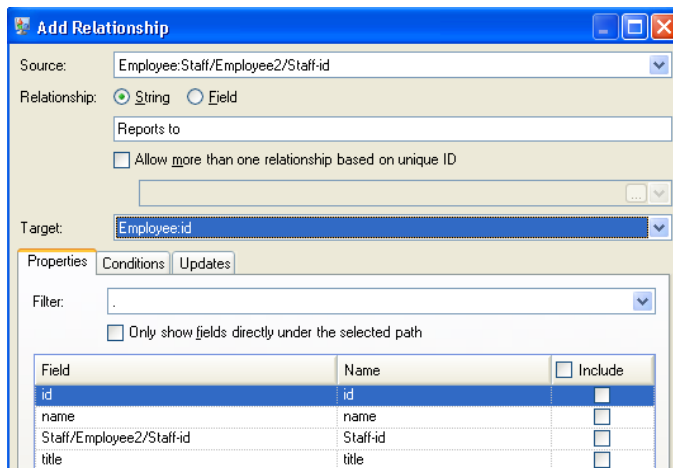 Add Relationship
Source: Employee:Staff/Employee2/Staff-id
Relationship: String Field
Reports to
Allow more than one relationship based on unique ID
...
Target: Employee:id
Properties Conditions Updates
Filter: .
Only show fields directly under the selected path
Field Name Include
id id
name name
Staff/Employee2/Staff-id Staff-id
title title